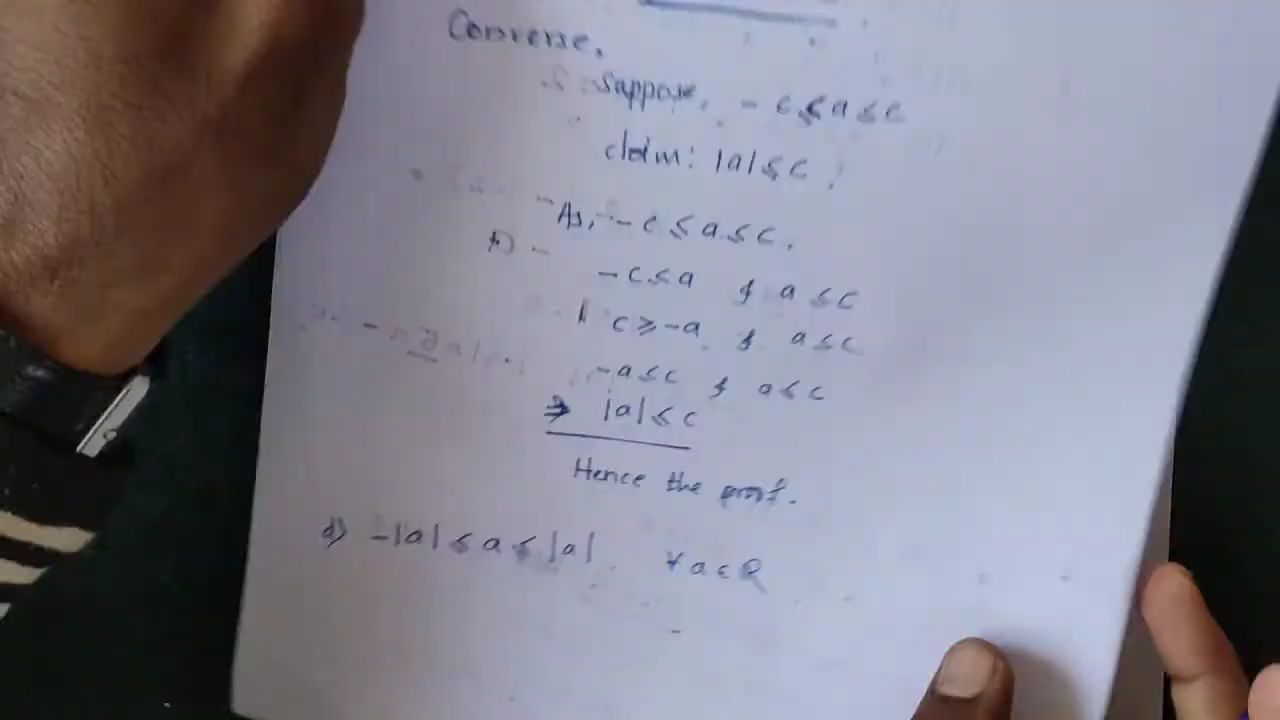 Converse,
Suppose, - c ≤ a ≤ c
claim: |a| ≤ c,
As, - c ≤ a ≤ c,
- c ≤ a & a ≤ c
c ≥ -a & a ≤ c
-a ≤ c & a ≤ c
⇒ |a| ≤ c
Hence the proof.
d) -|a| ≤ a ≤ |a| ∀ a ∈ R